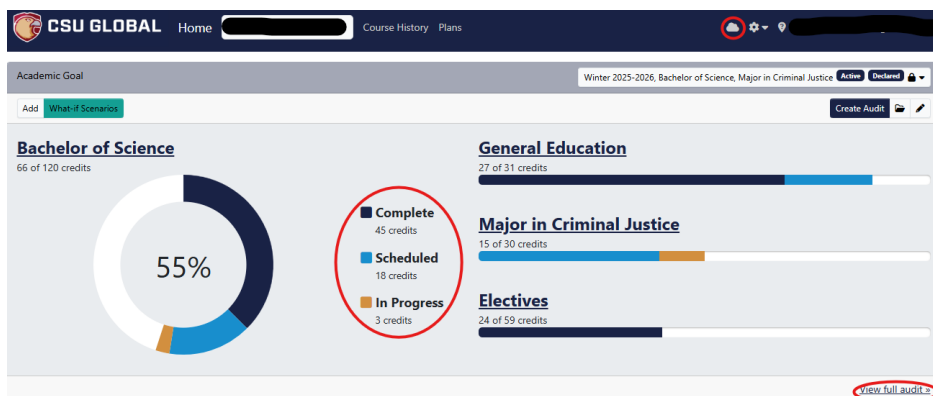 CSU GLOBAL Home Course History Plans
Academic Goal
Winter 2025-2026, Bachelor of Science, Major in Criminal Justice Active Declared
Add What-if Scenarios
Create Audit
Bachelor of Science
66 of 120 credits
55%
Complete
45 credits
Scheduled
18 credits
In Progress
3 credits
General Education
27 of 31 credits
Major in Criminal Justice
15 of 30 credits
Electives
24 of 59 credits
View full audit »